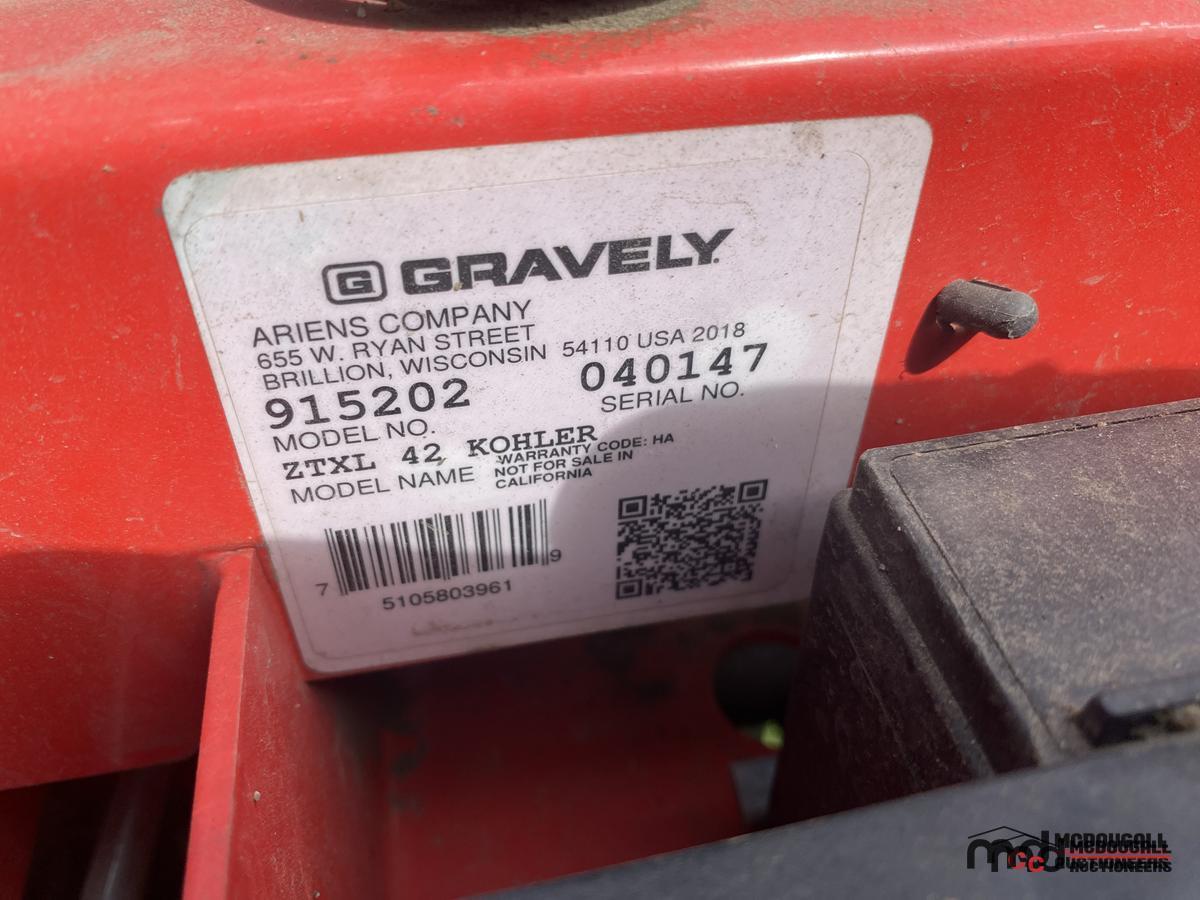 G GRAVELY
ARIENS COMPANY
655 W. RYAN STREET
BRILLION, WISCONSIN 54110 USA 2018
915202 040147
MODEL NO. SERIAL NO.
ZTXL 42 KOHLER
MODEL NAME
WARRANTY CODE: HA
NOT FOR SALE IN
CALIFORNIA
7 5105803961 9
AUCTIONEERS